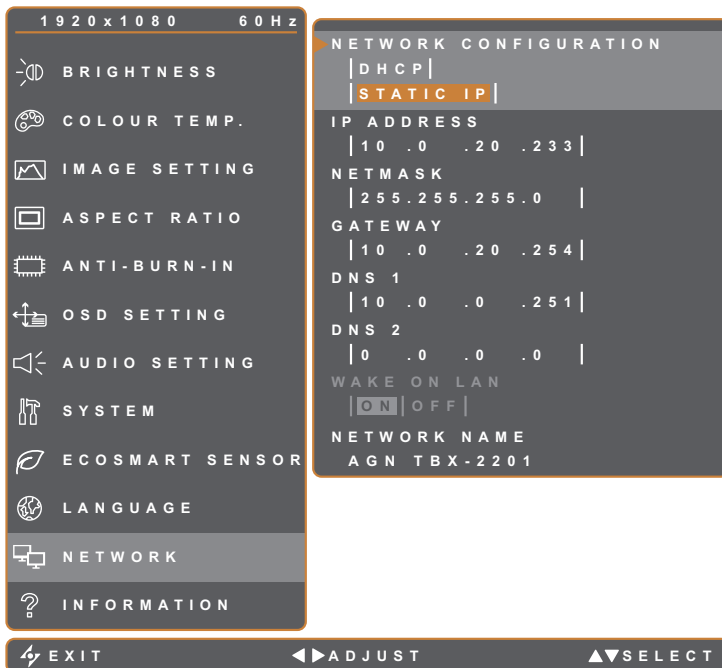 1920x1080 60Hz
BRIGHTNESS
COLOUR TEMP.
IMAGE SETTING
ASPECT RATIO
ANTI-BURN-IN
OSD SETTING
AUDIO SETTING
SYSTEM
ECOSMART SENSOR
LANGUAGE
NETWORK
INFORMATION
NETWORK CONFIGURATION
DHCP
STATIC IP
IP ADDRESS
10 .0 .20 .233
NETMASK
255.255.255.0
GATEWAY
10 .0 .20 .254
DNS 1
10 .0 .0 .251
DNS 2
0 .0 .0 .0
WAKE ON LAN
ON OFF
NETWORK NAME
AGN TBX-2201
EXIT ADJUST SELECT